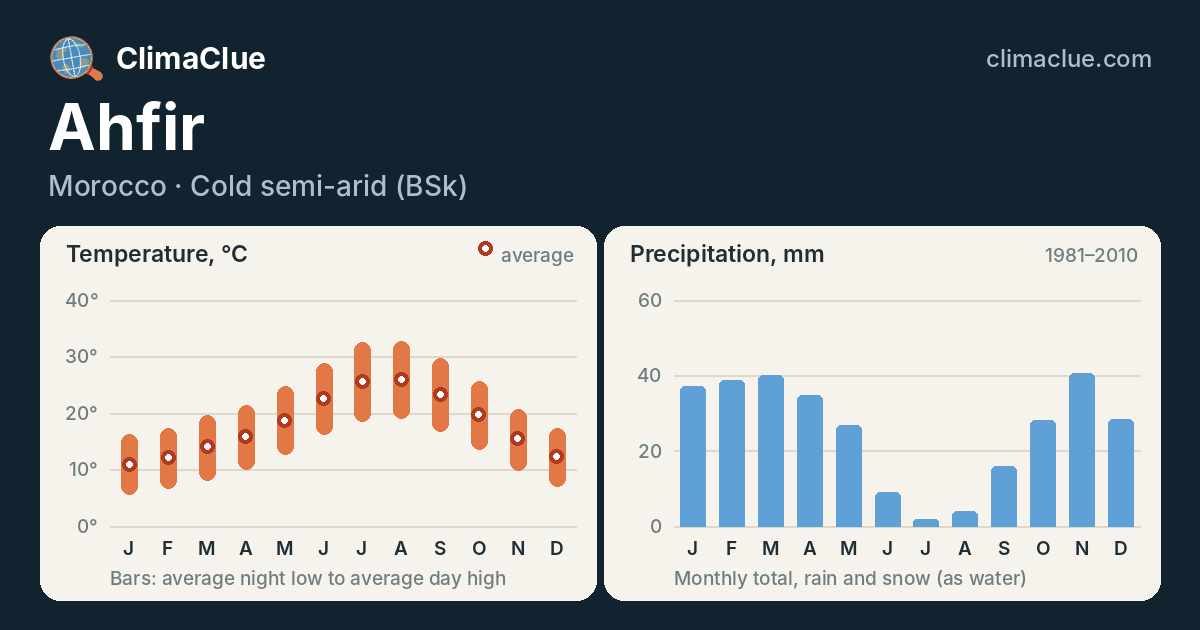 ClimaClue
climaclue.com
Ahfir
Morocco · Cold semi-arid (BSk)
Temperature, °C
average
40°
30°
20°
10°
0°
J F M A M J J A S O N D
Bars: average night low to average day high
Precipitation, mm
1981–2010
60
40
20
0
J F M A M J J A S O N D
Monthly total, rain and snow (as water)